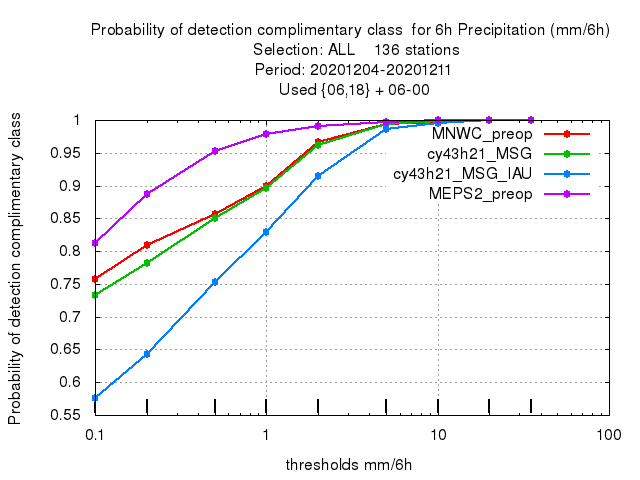 Probability of detection complimentary class  for 6h Precipitation (mm/6h)
Selection: ALL    136 stations
Period: 20201204-20201211
Used {06,18} + 06-00
Probability of detection complimentary class
1
0.95
0.9
0.85
0.8
0.75
0.7
0.65
0.6
0.55
MNWC_preop
cy43h21_MSG
cy43h21_MSG_IAU
MEPS2_preop
0.1
1
10
100
thresholds mm/6h